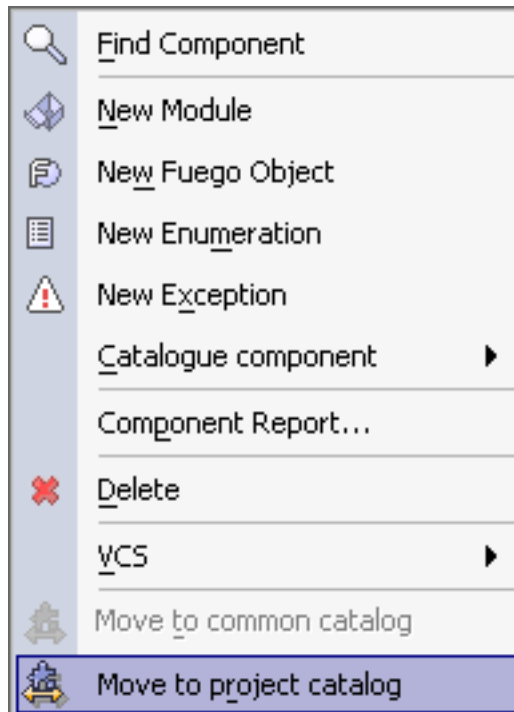 Find Component
New Module
New Fuego Object
New Enumeration
New Exception
Catalogue component
Component Report...
Delete
VCS
Move to common catalog
Move to project catalog